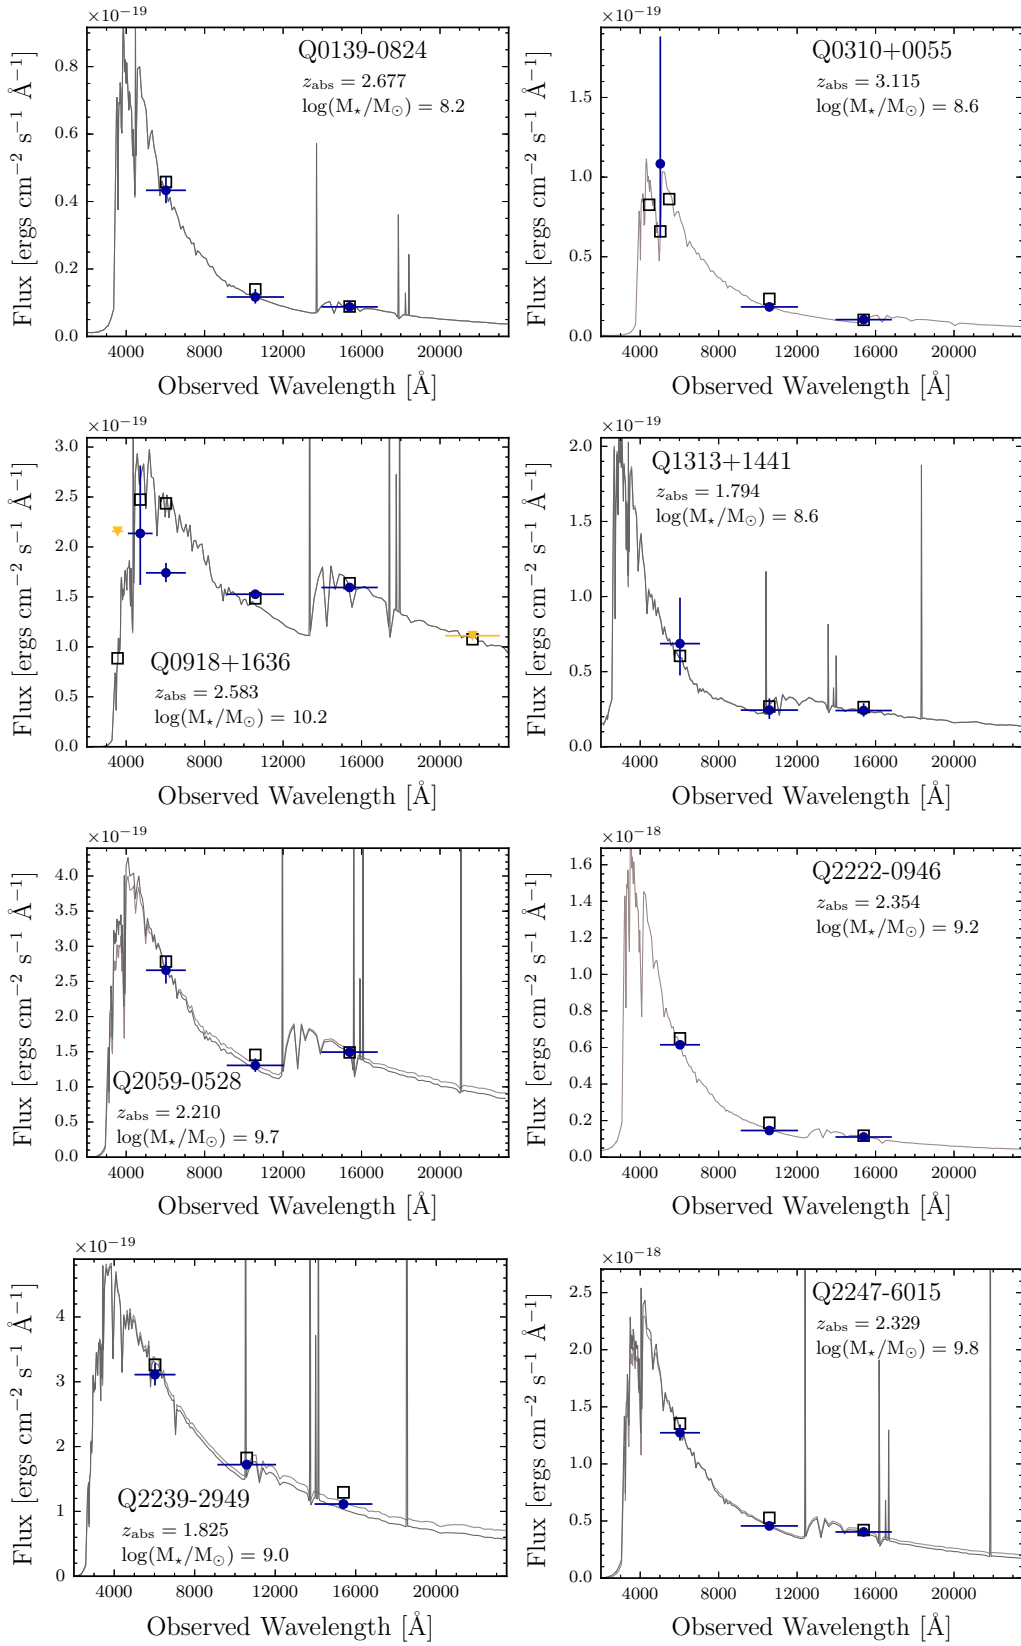 ×10⁻¹⁹
Q0139-0824
z_abs = 2.677
log(M⋆/M⊙) = 8.2
0.8
0.6
0.4
0.2
0.0
4000 8000 12000 16000 20000
Flux [ergs cm⁻² s⁻¹ Å⁻¹]
Observed Wavelength [Å]
×10⁻¹⁹
Q0310+0055
z_abs = 3.115
log(M⋆/M⊙) = 8.6
1.5
1.0
0.5
0.0
4000 8000 12000 16000 20000
Flux [ergs cm⁻² s⁻¹ Å⁻¹]
Observed Wavelength [Å]
×10⁻¹⁹
3.0
2.5
2.0
1.5
1.0
0.5
0.0
Q0918+1636
z_abs = 2.583
log(M⋆/M⊙) = 10.2
4000 8000 12000 16000 20000
Flux [ergs cm⁻² s⁻¹ Å⁻¹]
Observed Wavelength [Å]
×10⁻¹⁹
Q1313+1441
z_abs = 1.794
log(M⋆/M⊙) = 8.6
2.0
1.5
1.0
0.5
0.0
4000 8000 12000 16000 20000
Flux [ergs cm⁻² s⁻¹ Å⁻¹]
Observed Wavelength [Å]
×10⁻¹⁹
4.0
3.5
3.0
2.5
2.0
1.5
1.0
0.5
0.0
Q2059-0528
z_abs = 2.210
log(M⋆/M⊙) = 9.7
4000 8000 12000 16000 20000
Flux [ergs cm⁻² s⁻¹ Å⁻¹]
Observed Wavelength [Å]
×10⁻¹⁸
Q2222-0946
z_abs = 2.354
log(M⋆/M⊙) = 9.2
1.6
1.4
1.2
1.0
0.8
0.6
0.4
0.2
0.0
4000 8000 12000 16000 20000
Flux [ergs cm⁻² s⁻¹ Å⁻¹]
Observed Wavelength [Å]
×10⁻¹⁹
4
3
2
1
0
Q2239-2949
z_abs = 1.825
log(M⋆/M⊙) = 9.0
4000 8000 12000 16000 20000
Flux [ergs cm⁻² s⁻¹ Å⁻¹]
Observed Wavelength [Å]
×10⁻¹⁸
Q2247-6015
z_abs = 2.329
log(M⋆/M⊙) = 9.8
2.5
2.0
1.5
1.0
0.5
0.0
4000 8000 12000 16000 20000
Flux [ergs cm⁻² s⁻¹ Å⁻¹]
Observed Wavelength [Å]